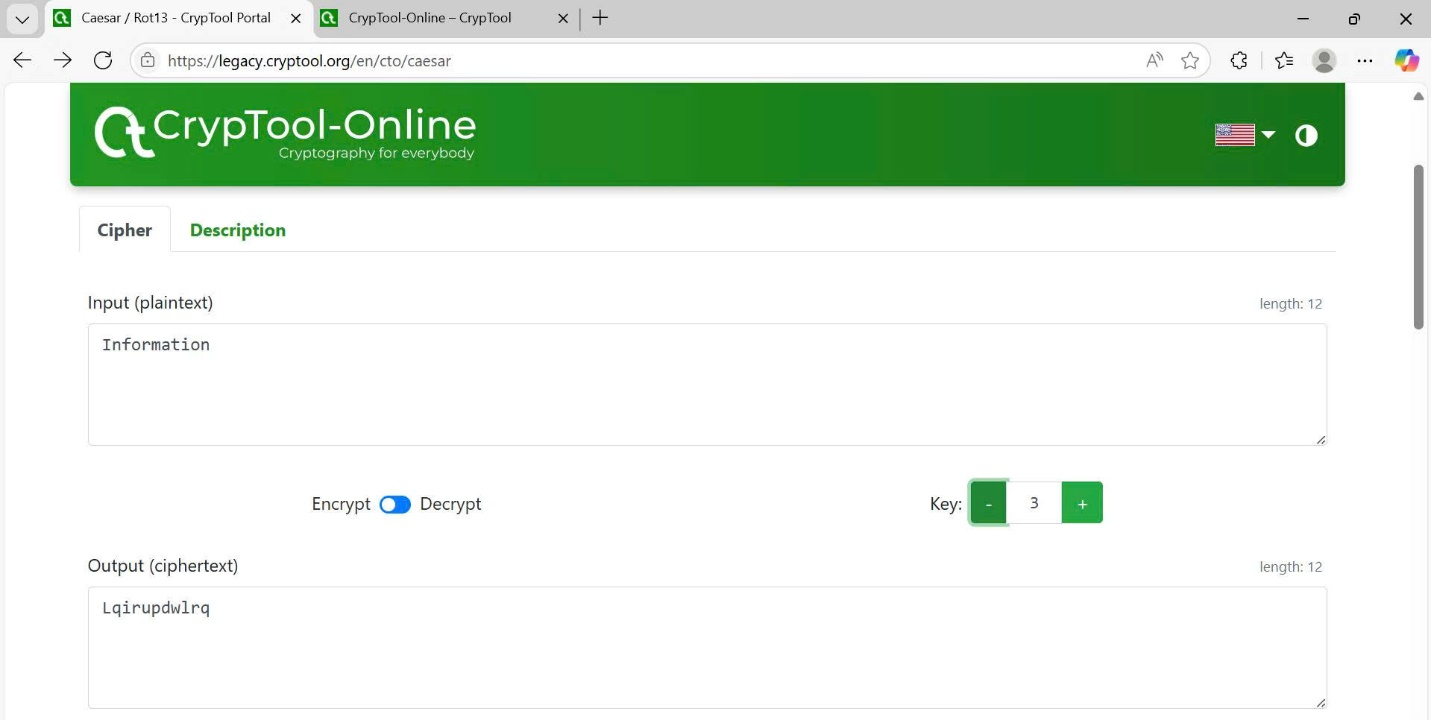 Caesar / Rot13 - CrypTool Portal
CrypTool-Online – CrypTool
https://legacy.cryptool.org/en/cto/caesar
CrypTool-Online
Cryptography for everybody
Cipher Description
Input (plaintext) length: 12
Information
Encrypt Decrypt Key: - 3 +
Output (ciphertext) length: 12
Lqirupdwlrq